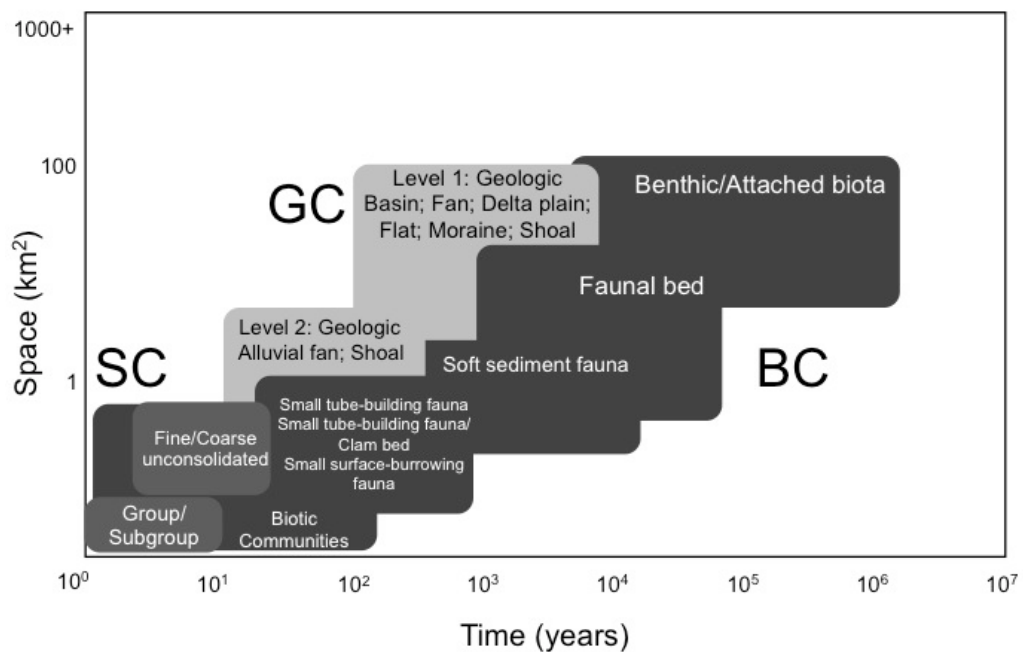 1000+
100
1
Space (km²)
GC
SC
BC
Level 1: Geologic
Basin; Fan; Delta plain;
Flat; Moraine; Shoal
Benthic/Attached biota
Faunal bed
Level 2: Geologic
Alluvial fan; Shoal
Soft sediment fauna
Small tube-building fauna
Small tube-building fauna/
Clam bed
Small surface-burrowing
fauna
Fine/Coarse
unconsolidated
Group/
Subgroup
Biotic
Communities
10⁰ 10¹ 10² 10³ 10⁴ 10⁵ 10⁶ 10⁷
Time (years)